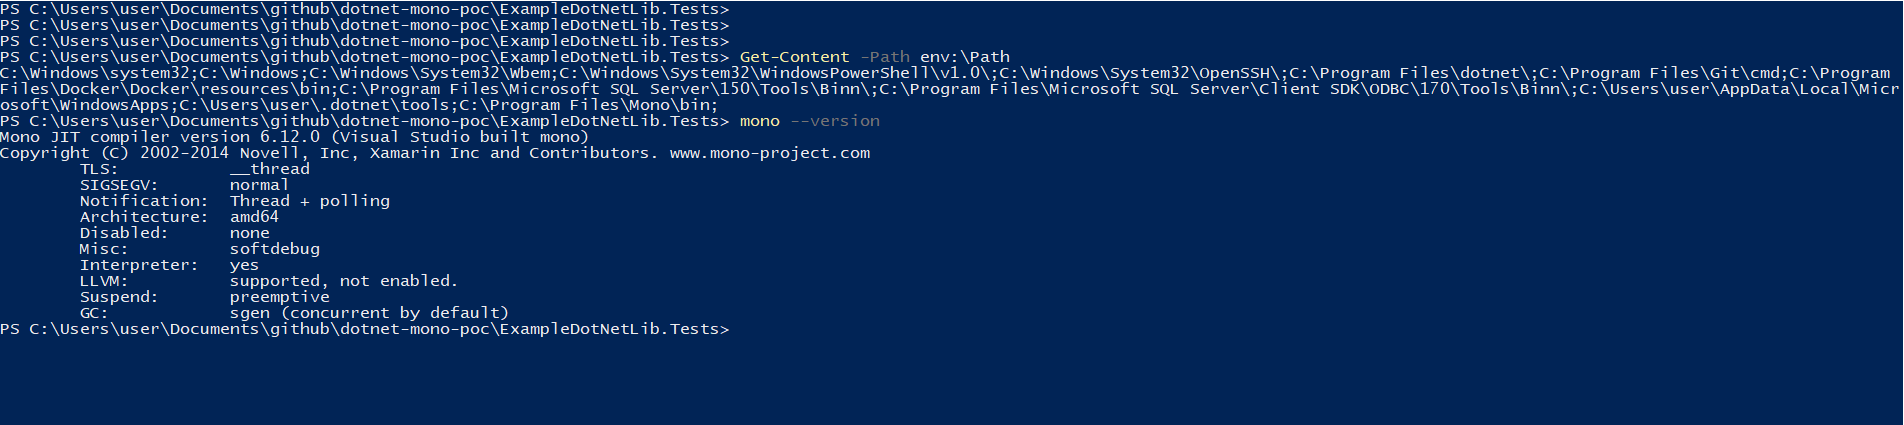 PS C:\Users\user\Documents\github\dotnet-mono-poc\ExampleDotNetLib.Tests>
PS C:\Users\user\Documents\github\dotnet-mono-poc\ExampleDotNetLib.Tests>
PS C:\Users\user\Documents\github\dotnet-mono-poc\ExampleDotNetLib.Tests>
PS C:\Users\user\Documents\github\dotnet-mono-poc\ExampleDotNetLib.Tests> Get-Content -Path env:\Path
C:\Windows\system32;C:\Windows;C:\Windows\System32\Wbem;C:\Windows\System32\WindowsPowerShell\v1.0\;C:\Windows\System32\OpenSSH\;C:\Program Files\dotnet\;C:\Program Files\Git\cmd;C:\Program
Files\Docker\Docker\resources\bin;C:\Program Files\Microsoft SQL Server\150\Tools\Binn\;C:\Program Files\Microsoft SQL Server\Client SDK\ODBC\170\Tools\Binn\;C:\Users\user\AppData\Local\Micr
osoft\WindowsApps;C:\Users\user\.dotnet\tools;C:\Program Files\Mono\bin;
PS C:\Users\user\Documents\github\dotnet-mono-poc\ExampleDotNetLib.Tests> mono --version
Mono JIT compiler version 6.12.0 (Visual Studio built mono)
Copyright (C) 2002-2014 Novell, Inc, Xamarin Inc and Contributors. www.mono-project.com
        TLS:           __thread
        SIGSEGV:       normal
        Notification:  Thread + polling
        Architecture:  amd64
        Disabled:      none
        Misc:          softdebug
        Interpreter:   yes
        LLVM:          supported, not enabled.
        Suspend:       preemptive
        GC:            sgen (concurrent by default)
PS C:\Users\user\Documents\github\dotnet-mono-poc\ExampleDotNetLib.Tests>